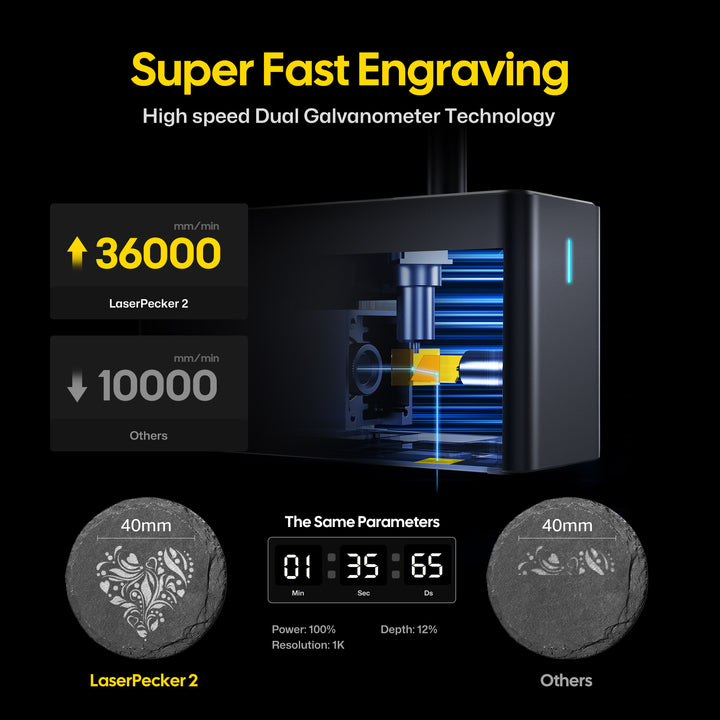 Super Fast Engraving
High speed Dual Galvanometer Technology
mm/min
36000
LaserPecker 2
mm/min
10000
Others
40mm
The Same Parameters
40mm
01 35 65
Min Sec Ds
Power: 100% Depth: 12%
Resolution: 1K
LaserPecker 2
Others